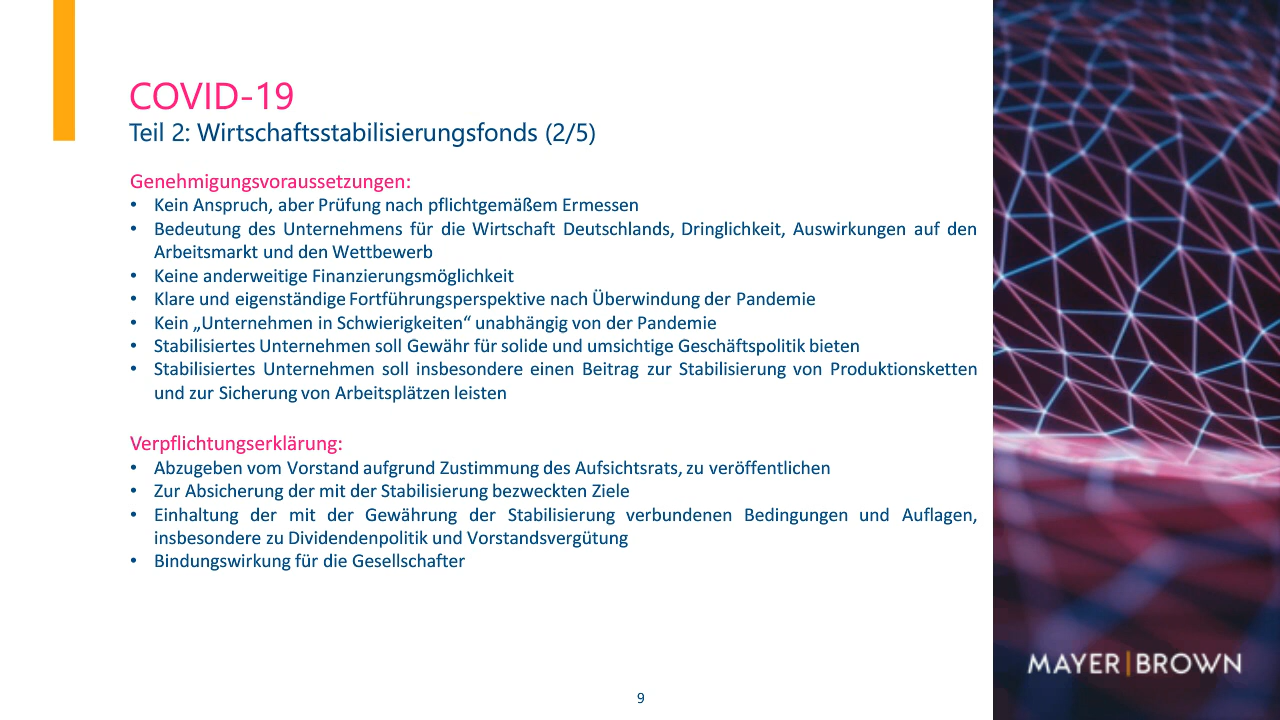 COVID-19
Teil 2: Wirtschaftsstabilisierungsfonds (2/5)
Genehmigungsvoraussetzungen:
• Kein Anspruch, aber Prüfung nach pflichtgemäßem Ermessen
• Bedeutung des Unternehmens für die Wirtschaft Deutschlands, Dringlichkeit, Auswirkungen auf den
Arbeitsmarkt und den Wettbewerb
• Keine anderweitige Finanzierungsmöglichkeit
• Klare und eigenständige Fortführungsperspektive nach Überwindung der Pandemie
• Kein „Unternehmen in Schwierigkeiten“ unabhängig von der Pandemie
• Stabilisiertes Unternehmen soll Gewähr für solide und umsichtige Geschäftspolitik bieten
• Stabilisiertes Unternehmen soll insbesondere einen Beitrag zur Stabilisierung von Produktionsketten
und zur Sicherung von Arbeitsplätzen leisten
Verpflichtungserklärung:
• Abzugeben vom Vorstand aufgrund Zustimmung des Aufsichtsrats, zu veröffentlichen
• Zur Absicherung der mit der Stabilisierung bezweckten Ziele
• Einhaltung der mit der Gewährung der Stabilisierung verbundenen Bedingungen und Auflagen,
insbesondere zu Dividendenpolitik und Vorstandsvergütung
• Bindungswirkung für die Gesellschafter
MAYER|BROWN
9